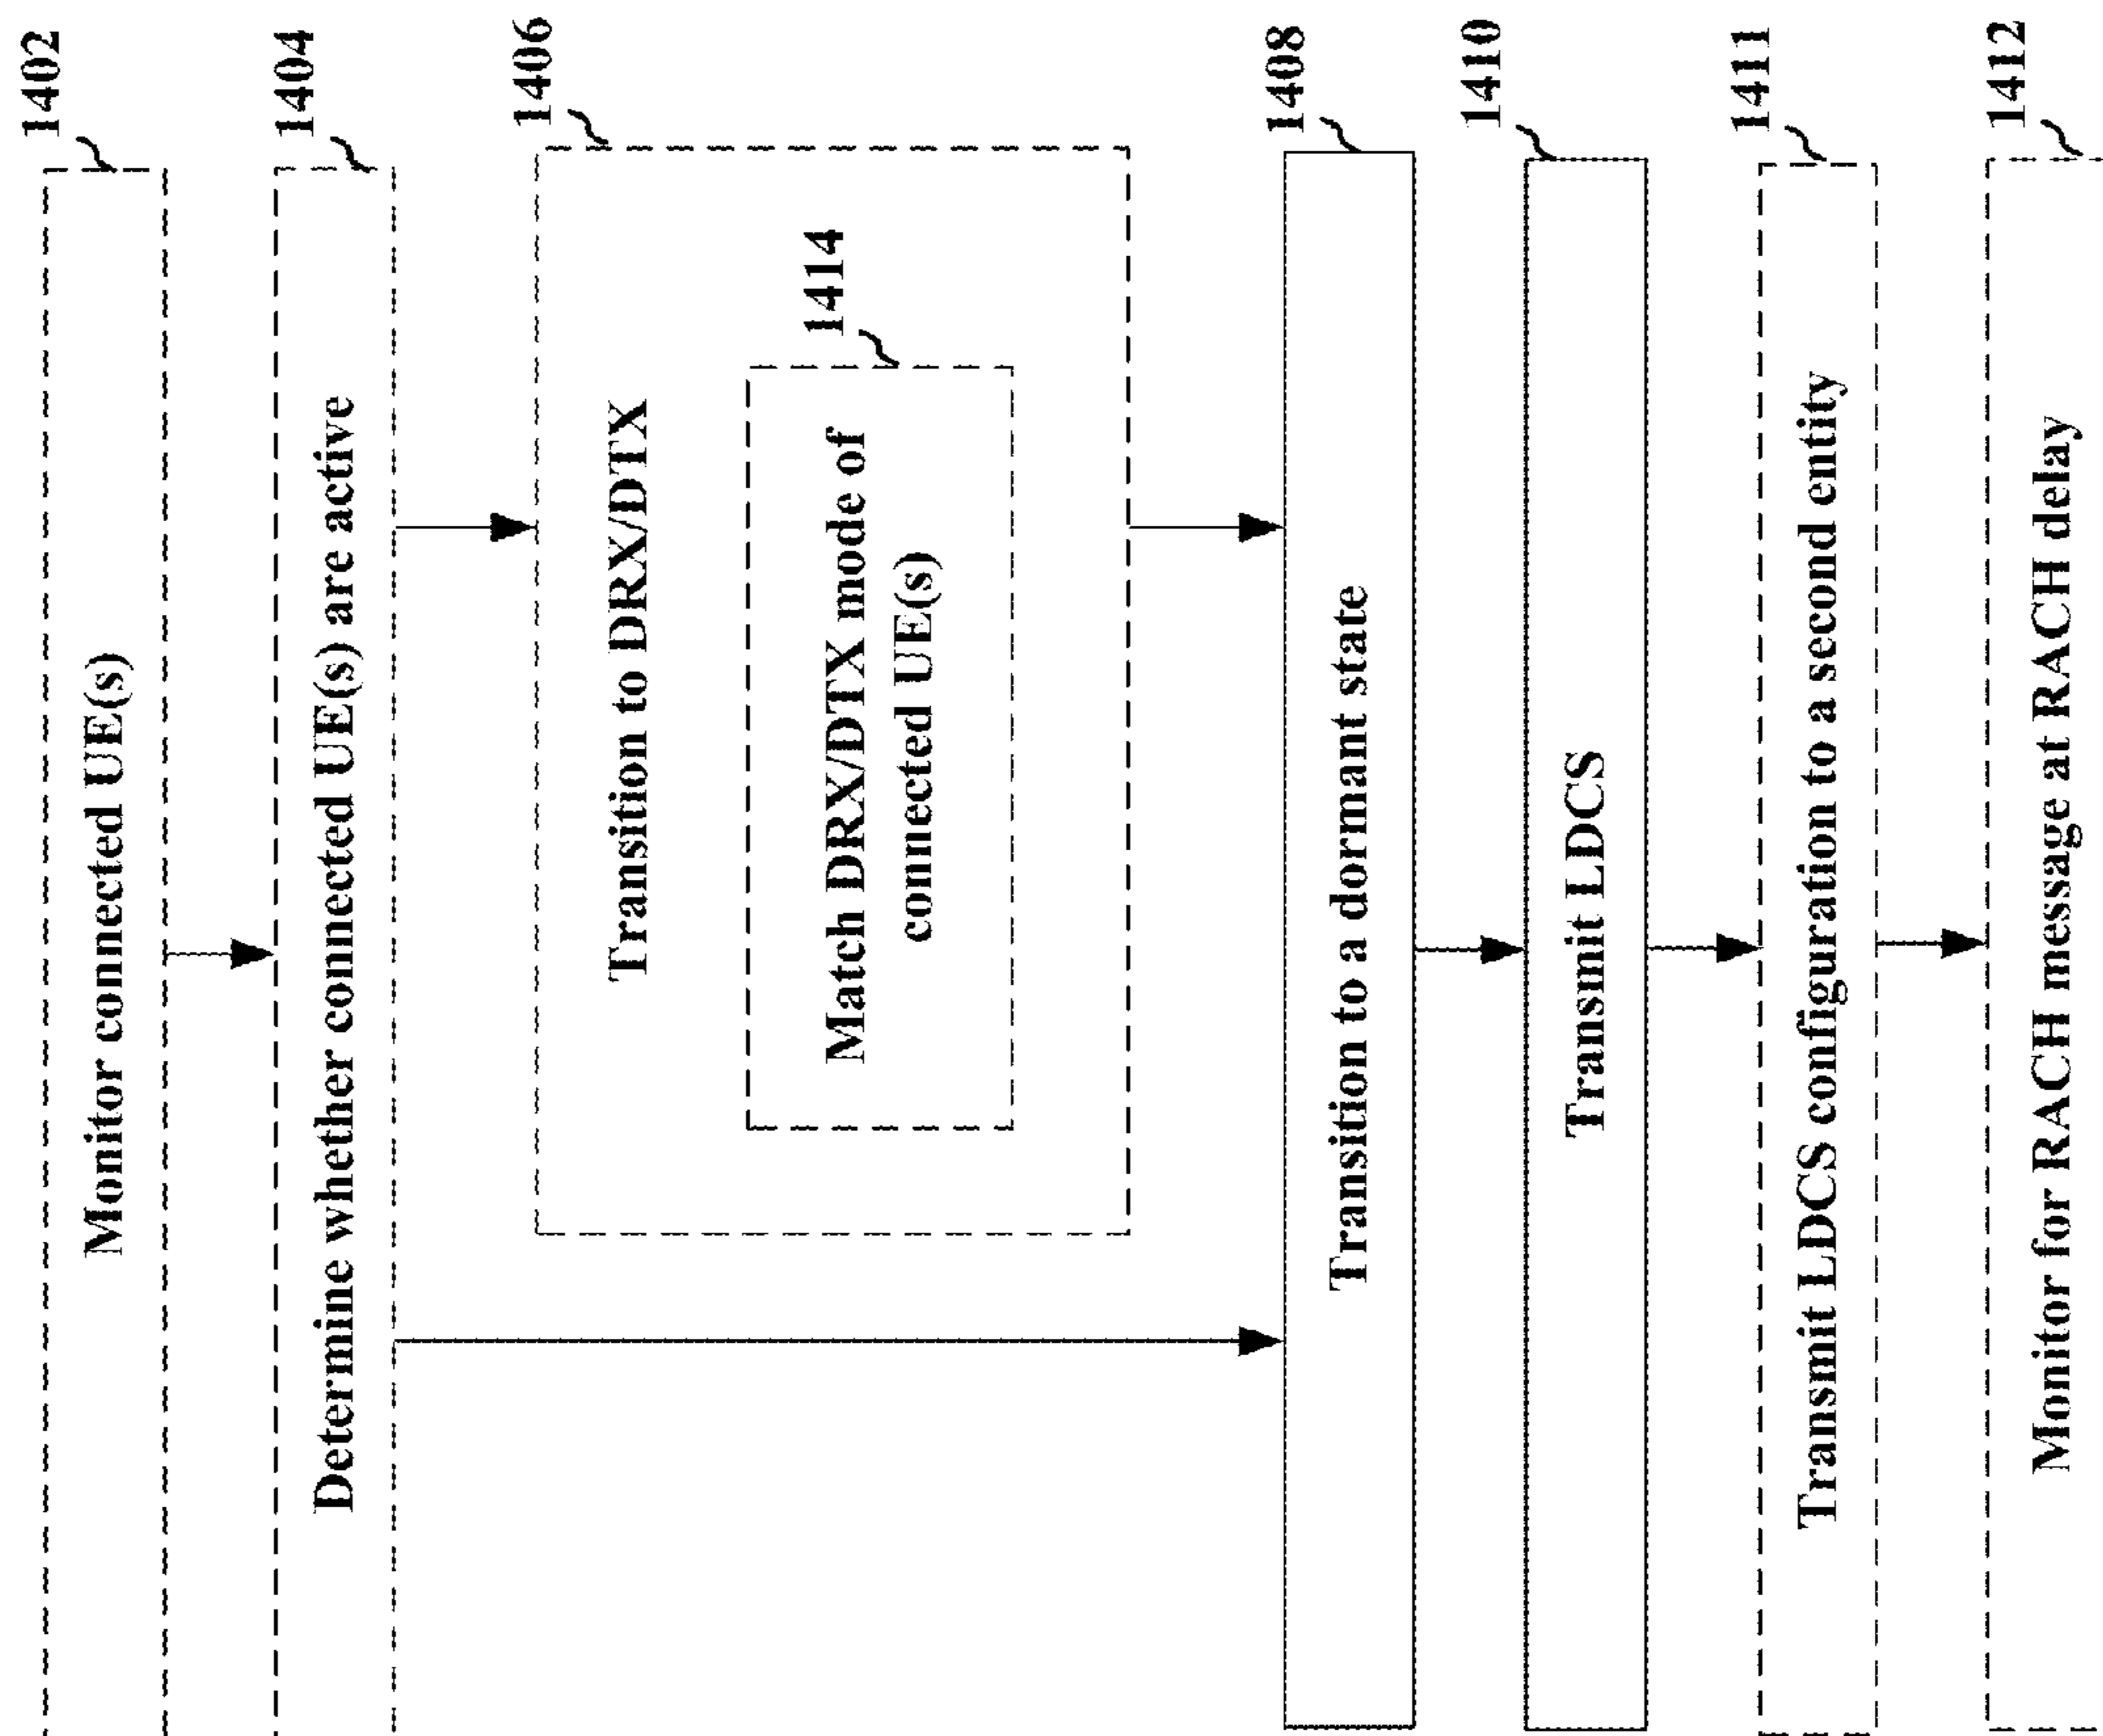 1402
Monitor connected UE(s)
1404
Determine whether connected UE(s) are active
1406
Transition to DRX/DTX
1414
Match DRX/DTX mode of
connected UE(s)
1408
Transition to a dormant state
1410
Transmit LDCS
1411
Transmit LDCS configuration to a second entity
1412
Monitor for RACH message at RACH delay